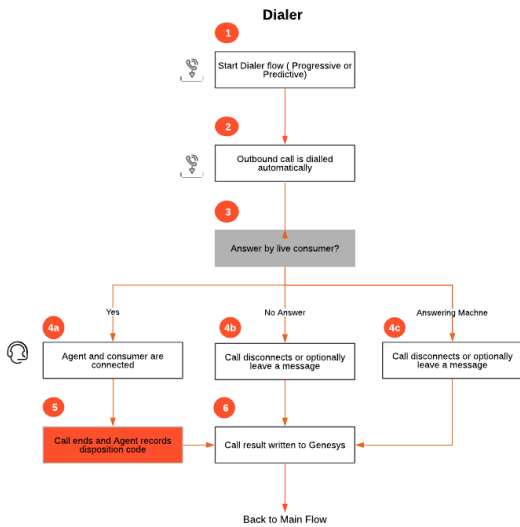 Dialer
1
Start Dialer flow ( Progressive or
Predictive)
2
Outbound call is dialled
automatically
3
Answer by live consumer?
Yes
No Answer
Answering Machne
4a
4b
4c
Agent and consumer are
connected
Call disconnects or optionally
leave a message
Call disconnects or optionally
leave a message
5
6
Call ends and Agent records
disposition code
Call result written to Genesys
Back to Main Flow